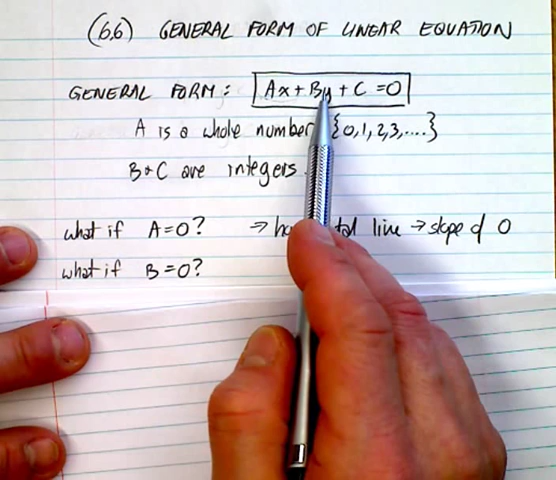 (6.6) GENERAL FORM OF LINEAR EQUATION
GENERAL FORM: Ax + By + C = 0
A is a whole number {0,1,2,3,....}
B + C are integers.
what if A=0? → tal line → slope of 0
what if B=0?